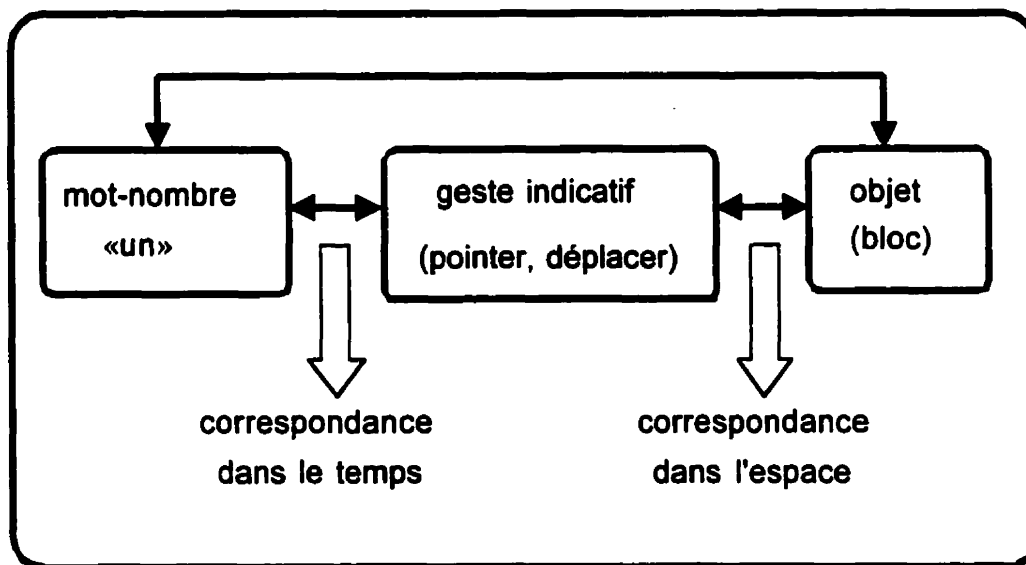 mot-nombre
«un»
geste indicatif
(pointer, déplacer)
objet
(bloc)
correspondance
dans le temps
correspondance
dans l'espace